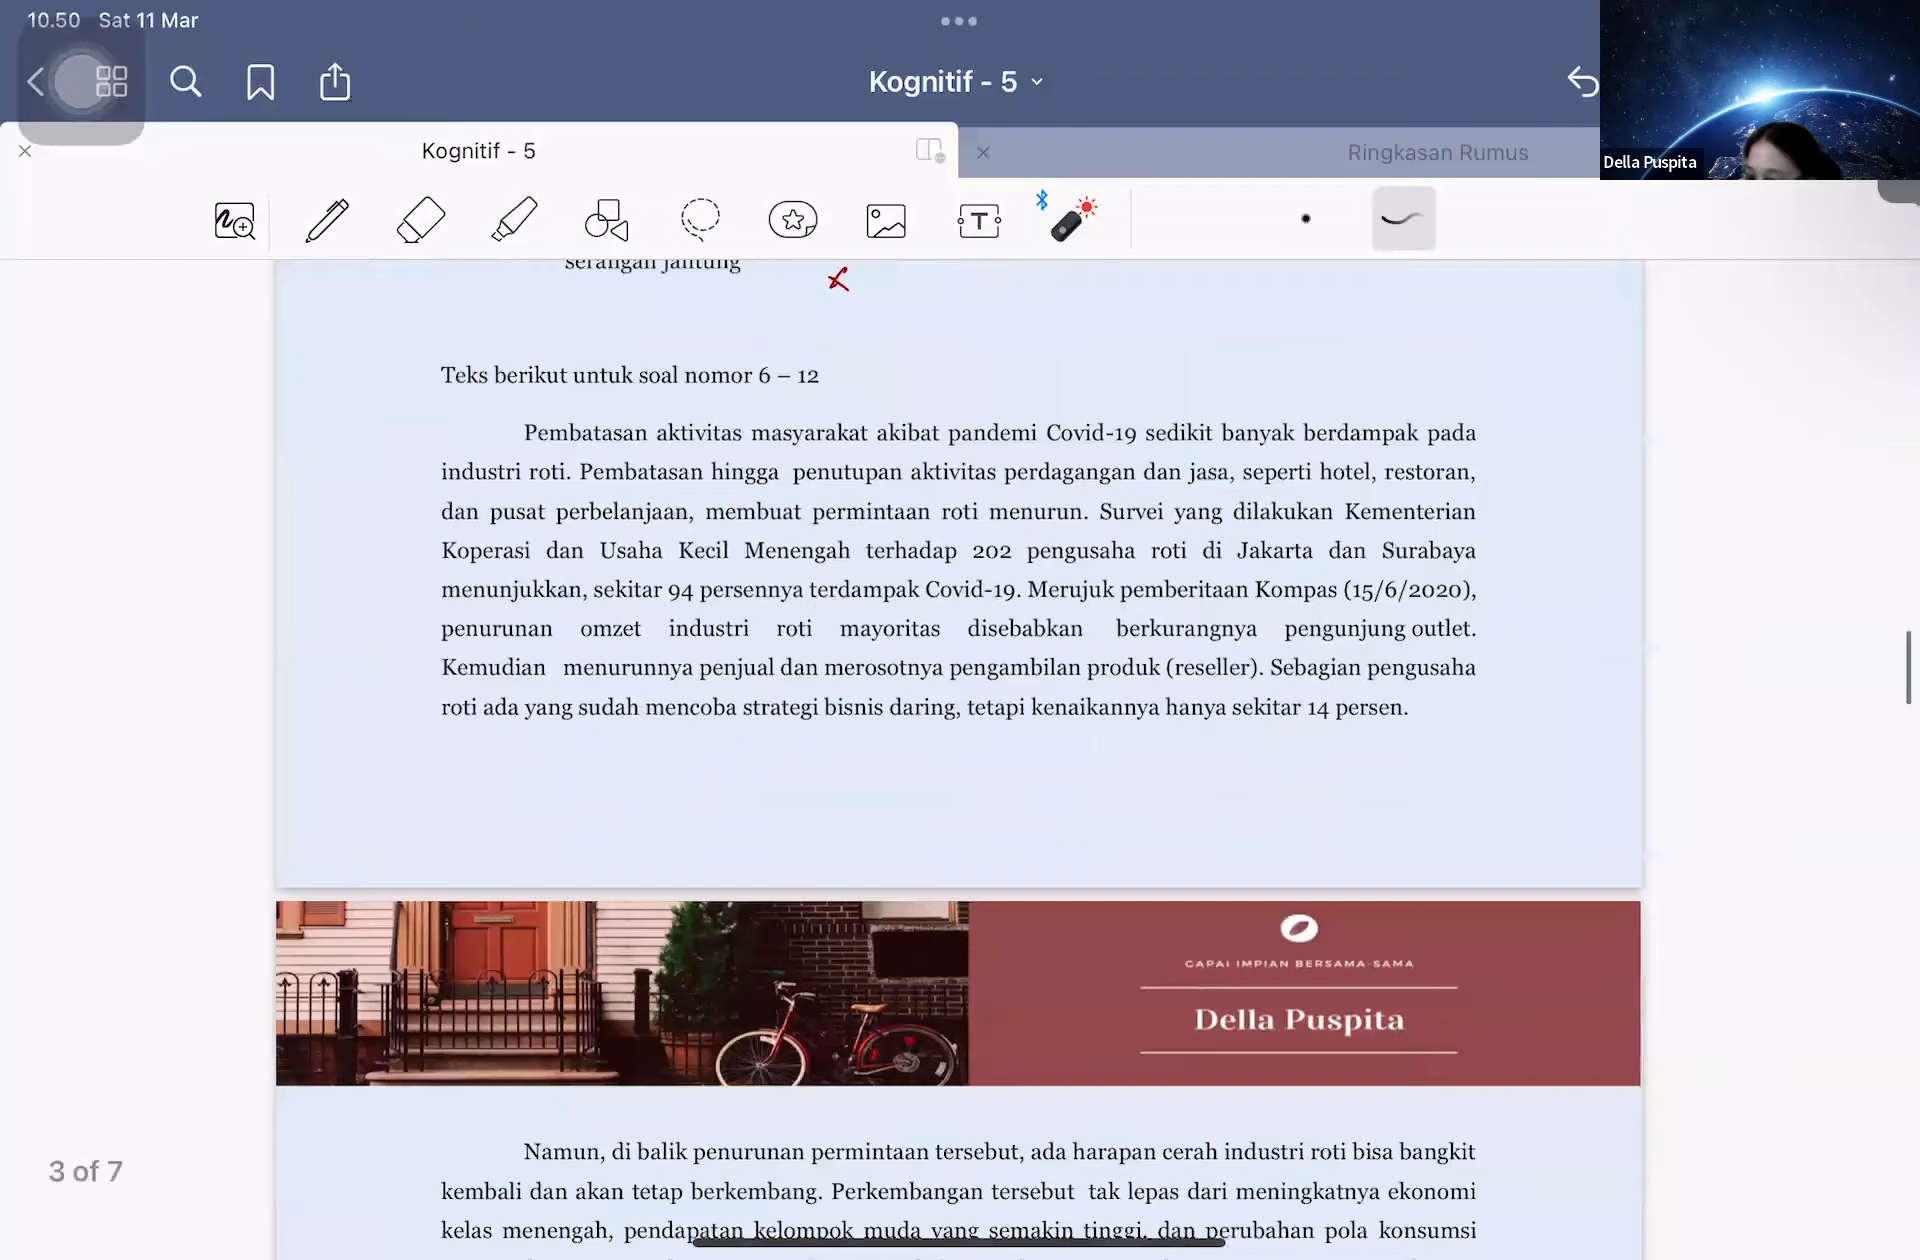 10.50 Sat 11 Mar
Kognitif - 5
Kognitif - 5
Ringkasan Rumus
Della Puspita
T
serangan jantung
Teks berikut untuk soal nomor 6 – 12
Pembatasan aktivitas masyarakat akibat pandemi Covid-19 sedikit banyak berdampak pada
industri roti. Pembatasan hingga penutupan aktivitas perdagangan dan jasa, seperti hotel, restoran,
dan pusat perbelanjaan, membuat permintaan roti menurun. Survei yang dilakukan Kementerian
Koperasi dan Usaha Kecil Menengah terhadap 202 pengusaha roti di Jakarta dan Surabaya
menunjukkan, sekitar 94 persennya terdampak Covid-19. Merujuk pemberitaan Kompas (15/6/2020),
penurunan omzet industri roti mayoritas disebabkan berkurangnya pengunjung outlet.
Kemudian menurunnya penjual dan merosotnya pengambilan produk (reseller). Sebagian pengusaha
roti ada yang sudah mencoba strategi bisnis daring, tetapi kenaikannya hanya sekitar 14 persen.
CAPAI IMPIAN BERSAMA-SAMA
Della Puspita
Namun, di balik penurunan permintaan tersebut, ada harapan cerah industri roti bisa bangkit
kembali dan akan tetap berkembang. Perkembangan tersebut tak lepas dari meningkatnya ekonomi
kelas menengah, pendapatan kelompok muda yang semakin tinggi, dan perubahan pola konsumsi
3 of 7